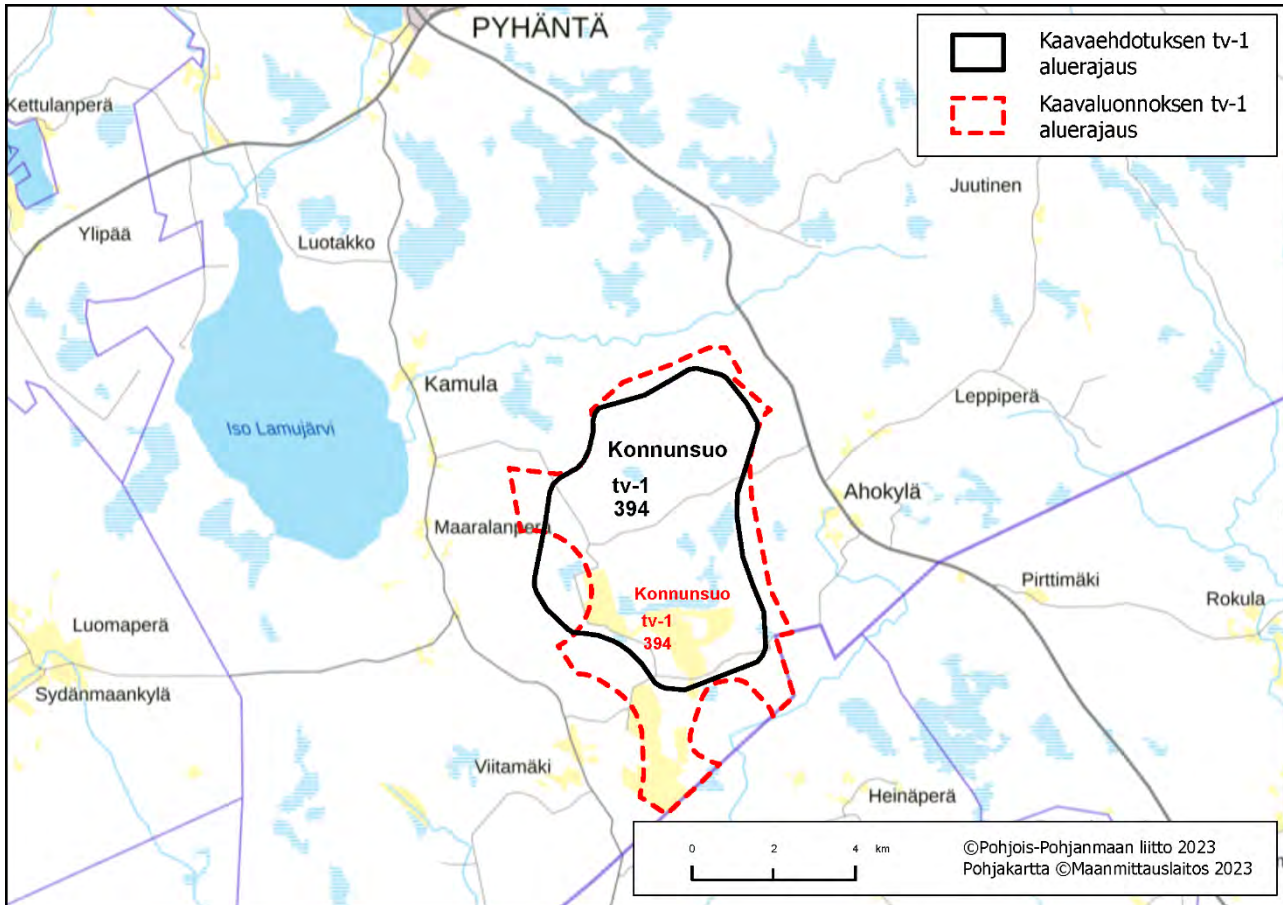 PYHÄNTÄ
Kaavaehdotuksen tv-1
aluerajaus
Kaavaluonnoksen tv-1
aluerajaus
Kettulanperä
Juutinen
Ylipää
Luotakko
Kamula
Leppiperä
Iso Lamujärvi
Konnunsuo
tv-1
394
Ahokylä
Maaralanperä
Pirttimäki
Konnunsuo
tv-1
394
Rokula
Luomaperä
Sydänmaankylä
Viitamäki
Heinäperä
0 2 4 km
©Pohjois-Pohjanmaan liitto 2023
Pohjakartta ©Maanmittauslaitos 2023